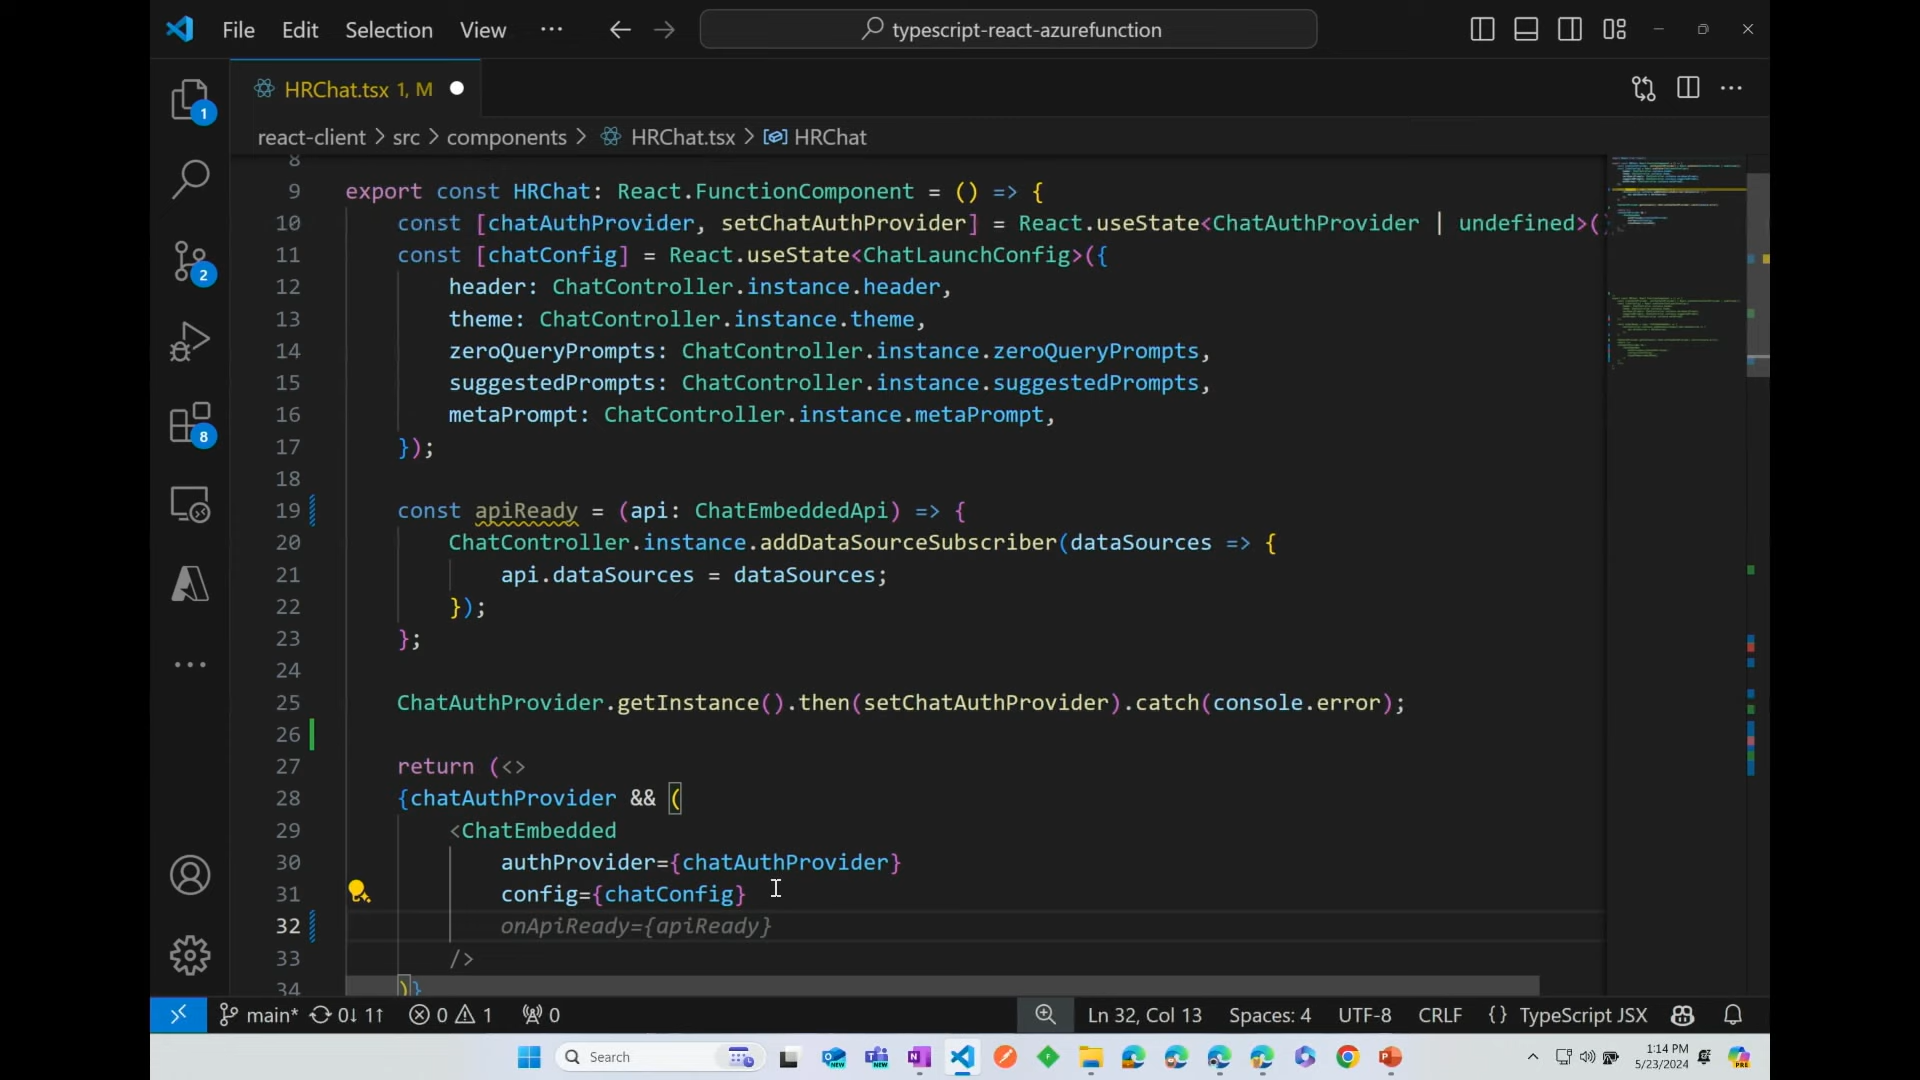 File Edit Selection View ··· typescript-react-azurefunction
HRChat.tsx 1, M
1
react-client > src > components > HRChat.tsx > HRChat
8
9 export const HRChat: React.FunctionComponent = () => {
10 const [chatAuthProvider, setChatAuthProvider] = React.useState<ChatAuthProvider | undefined>(
11 const [chatConfig] = React.useState<ChatLaunchConfig>({
2
12 header: ChatController.instance.header,
13 theme: ChatController.instance.theme,
14 zeroQueryPrompts: ChatController.instance.zeroQueryPrompts,
15 suggestedPrompts: ChatController.instance.suggestedPrompts,
16 metaPrompt: ChatController.instance.metaPrompt,
8
17 });
18
19 const apiReady = (api: ChatEmbeddedApi) => {
20 ChatController.instance.addDataSourceSubscriber(dataSources => {
21 api.dataSources = dataSources;
22 });
23 };
24
25 ChatAuthProvider.getInstance().then(setChatAuthProvider).catch(console.error);
26
27 return (<>
28 {chatAuthProvider && (
29 <ChatEmbedded
30 authProvider={chatAuthProvider}
31 config={chatConfig}
32 onApiReady={apiReady}
33 />
34 )}
main* 0↓ 1↑ 0 1 0 Ln 32, Col 13 Spaces: 4 UTF-8 CRLF {} TypeScript JSX
Search 1:14 PM
5/23/2024